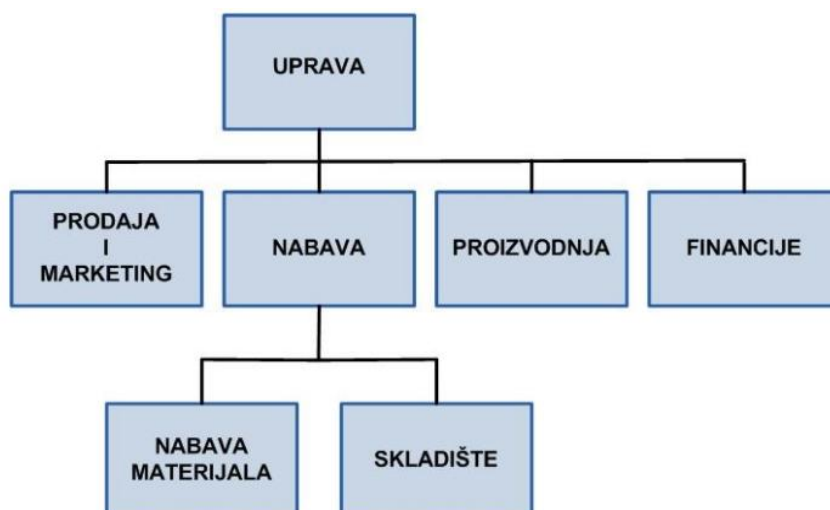 UPRAVA
PRODAJA
I
MARKETING
NABAVA
PROIZVODNJA
FINANCIJE
NABAVA
MATERIJALA
SKLADIŠTE